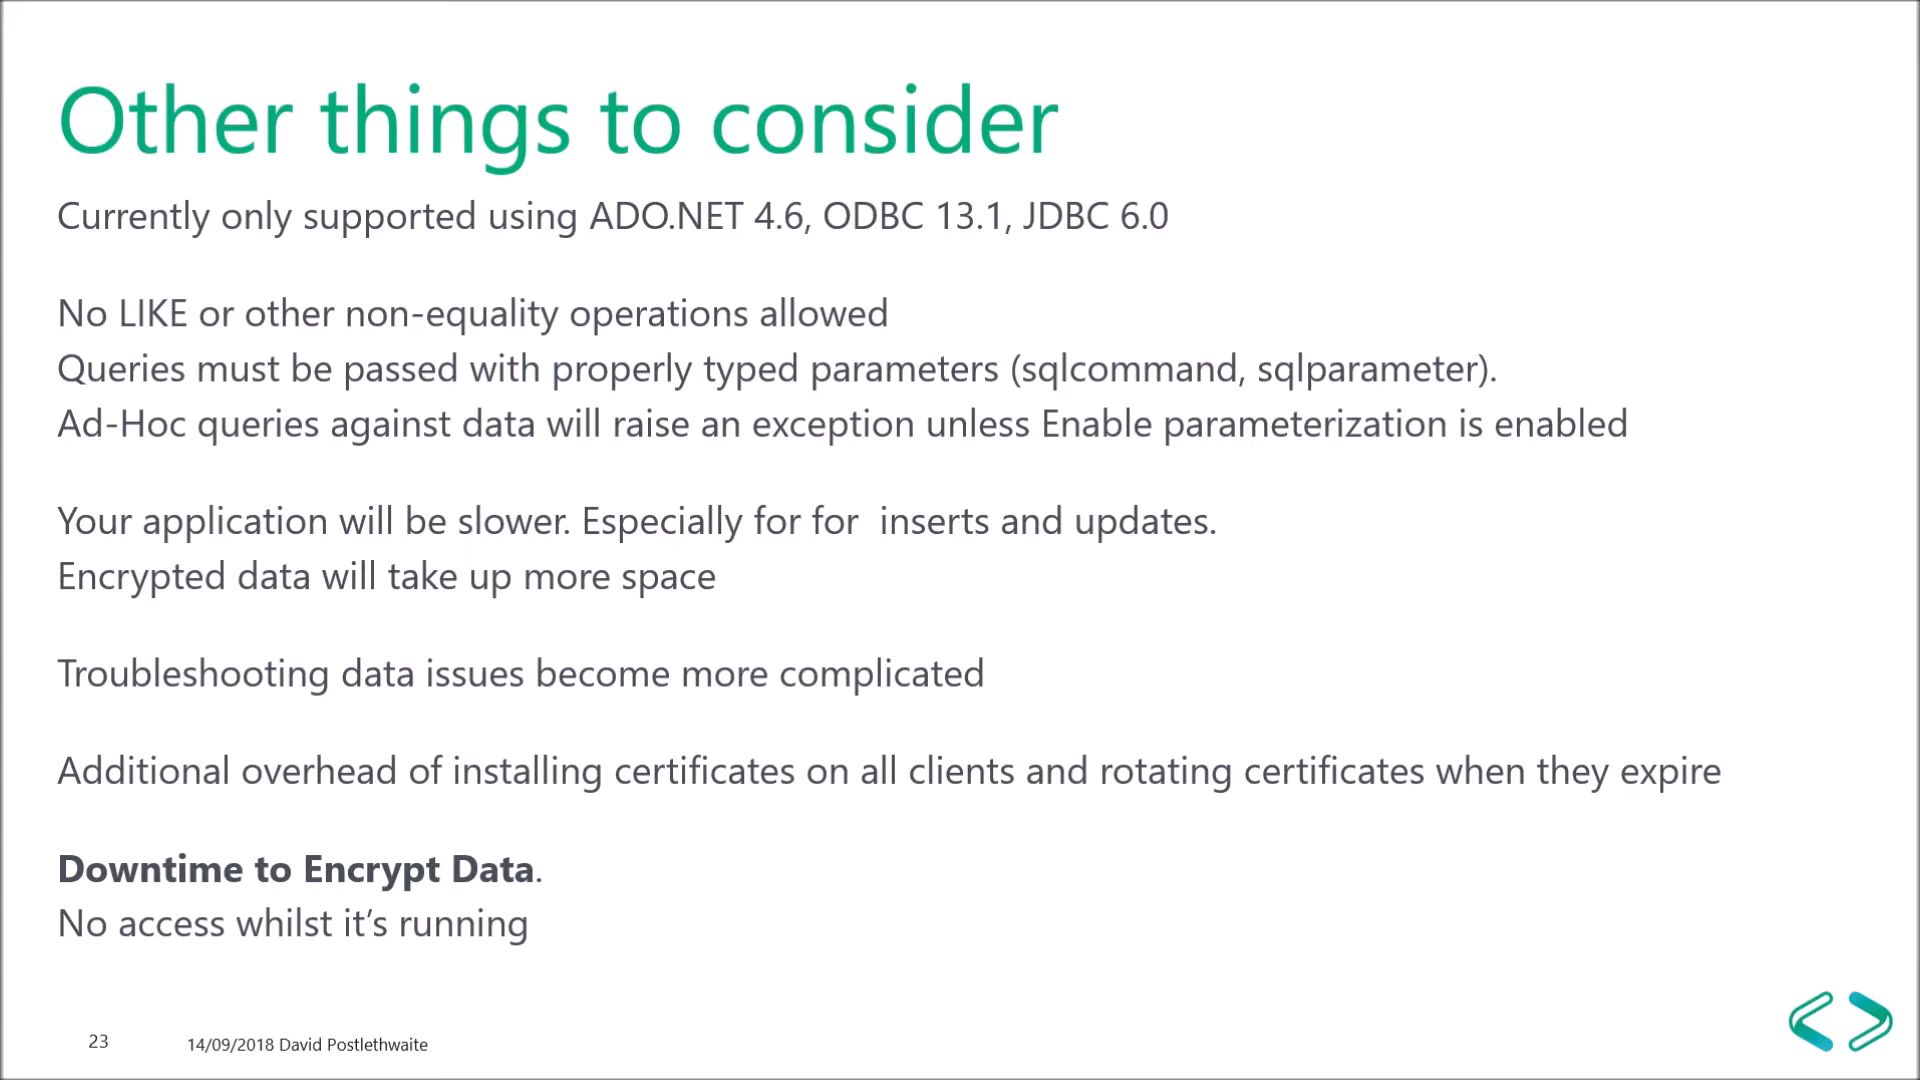 Other things to consider
Currently only supported using ADO.NET 4.6, ODBC 13.1, JDBC 6.0
No LIKE or other non-equality operations allowed
Queries must be passed with properly typed parameters (sqlcommand, sqlparameter).
Ad-Hoc queries against data will raise an exception unless Enable parameterization is enabled
Your application will be slower. Especially for for  inserts and updates.
Encrypted data will take up more space
Troubleshooting data issues become more complicated
Additional overhead of installing certificates on all clients and rotating certificates when they expire
Downtime to Encrypt Data.
No access whilst it’s running
23
14/09/2018 David Postlethwaite